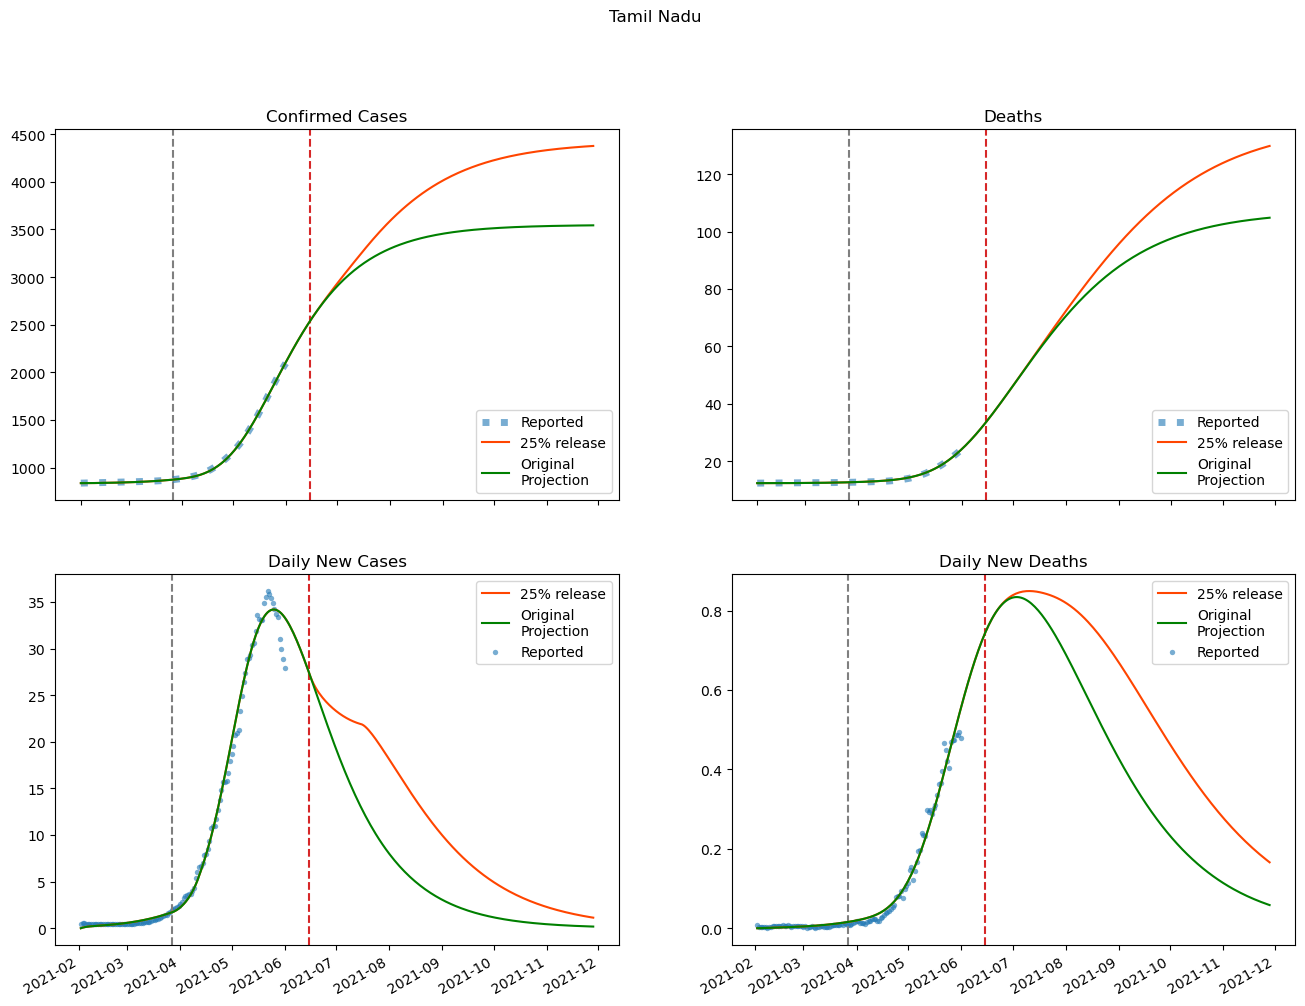 Tamil Nadu
Confirmed Cases
4500
4000
3500
3000
2500
2000
1500
1000
Reported
25% release
Original
Projection
Deaths
120
100
80
60
40
20
Reported
25% release
Original
Projection
Daily New Cases
35
30
25
20
15
10
5
0
25% release
Original
Projection
Reported
2021-02
2021-03
2021-04
2021-05
2021-06
2021-07
2021-08
2021-09
2021-10
2021-11
2021-12
Daily New Deaths
0.8
0.6
0.4
0.2
0.0
25% release
Original
Projection
Reported
2021-02
2021-03
2021-04
2021-05
2021-06
2021-07
2021-08
2021-09
2021-10
2021-11
2021-12